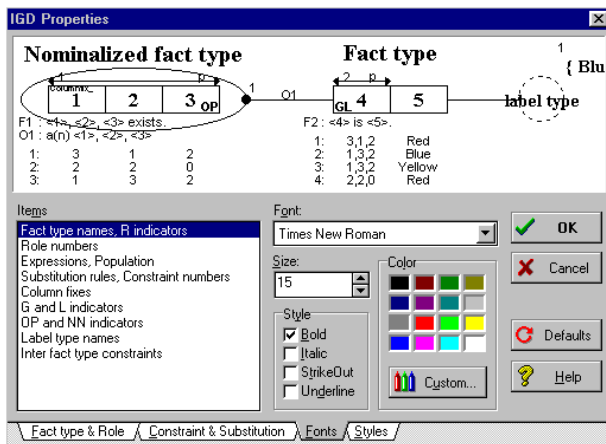 IGD Properties
Nominalized fact type
Fact type
1
{ Blu
1
p
1
O1
2
p
Columnfix_
1
2
3
OP
GL
4
5
label type
F1 : <1>, <2>, <3> exists.
O1 : a(n) <1>, <2>, <3>
F2 : <4> is <5>.
1: 3 1 2
2: 2 2 0
3: 1 3 2
1: 3,1,2 Red
2: 1,3,2 Blue
3: 1,3,2 Yellow
4: 2,2,0 Red
Items
Fact type names, R indicators
Role numbers
Expressions, Population
Substitution rules, Constraint numbers
Column fixes
G and L indicators
OP and NN indicators
Label type names
Inter fact type constraints
Font:
Times New Roman
Size:
15
Style
Bold
Italic
StrikeOut
Underline
Color
Custom...
OK
Cancel
Defaults
Help
Fact type & Role
Constraint & Substitution
Fonts
Styles